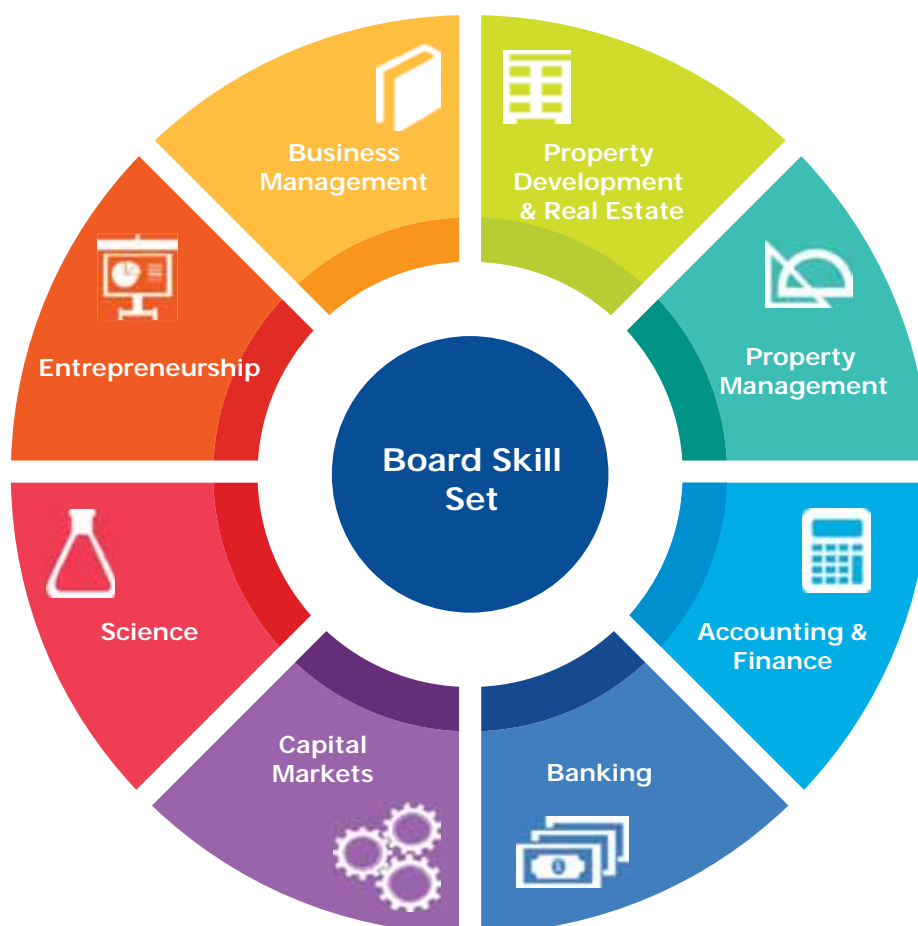 Business
Management
Property
Development
& Real Estate
Entrepreneurship
Property
Management
Board Skill
Set
Science
Accounting &
Finance
Capital
Markets
Banking